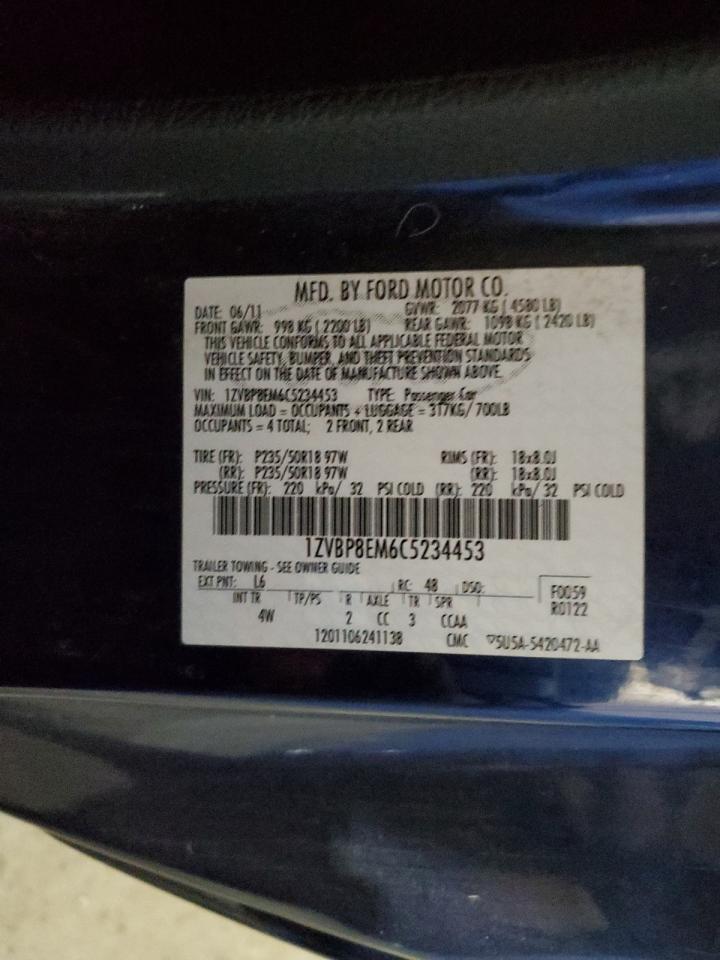 MFD. BY FORD MOTOR CO.
DATE: 06/11 GVWR: 2077 KG ( 4580 LB)
FRONT GAWR: 998 KG ( 2200 LB) REAR GAWR: 1098 KG ( 2420 LB)
THIS VEHICLE CONFORMS TO ALL APPLICABLE FEDERAL MOTOR
VEHICLE SAFETY, BUMPER, AND THEFT PREVENTION STANDARDS
IN EFFECT ON THE DATE OF MANUFACTURE SHOWN ABOVE.
VIN: 1ZVBP8EM6C5234453 TYPE: Passenger Car
MAXIMUM LOAD = OCCUPANTS + LUGGAGE = 317KG/ 700LB
OCCUPANTS = 4 TOTAL; 2 FRONT, 2 REAR
TIRE (FR): P235/50R18 97W RIMS (FR): 18x8.0J
(RR): P235/50R18 97W (RR): 18x8.0J
PRESSURE (FR): 220 kPa/ 32 PSI COLD (RR): 220 kPa/ 32 PSI COLD
1ZVBP8EM6C5234453
TRAILER TOWING - SEE OWNER GUIDE
EXT PNT: L6 RC: 48 DSO: F0059
INT TR TP/PS R AXLE TR SPR R0122
4W 2 CC 3 CCAA
1201106241138 CMC ▽5U5A-5420472-AA